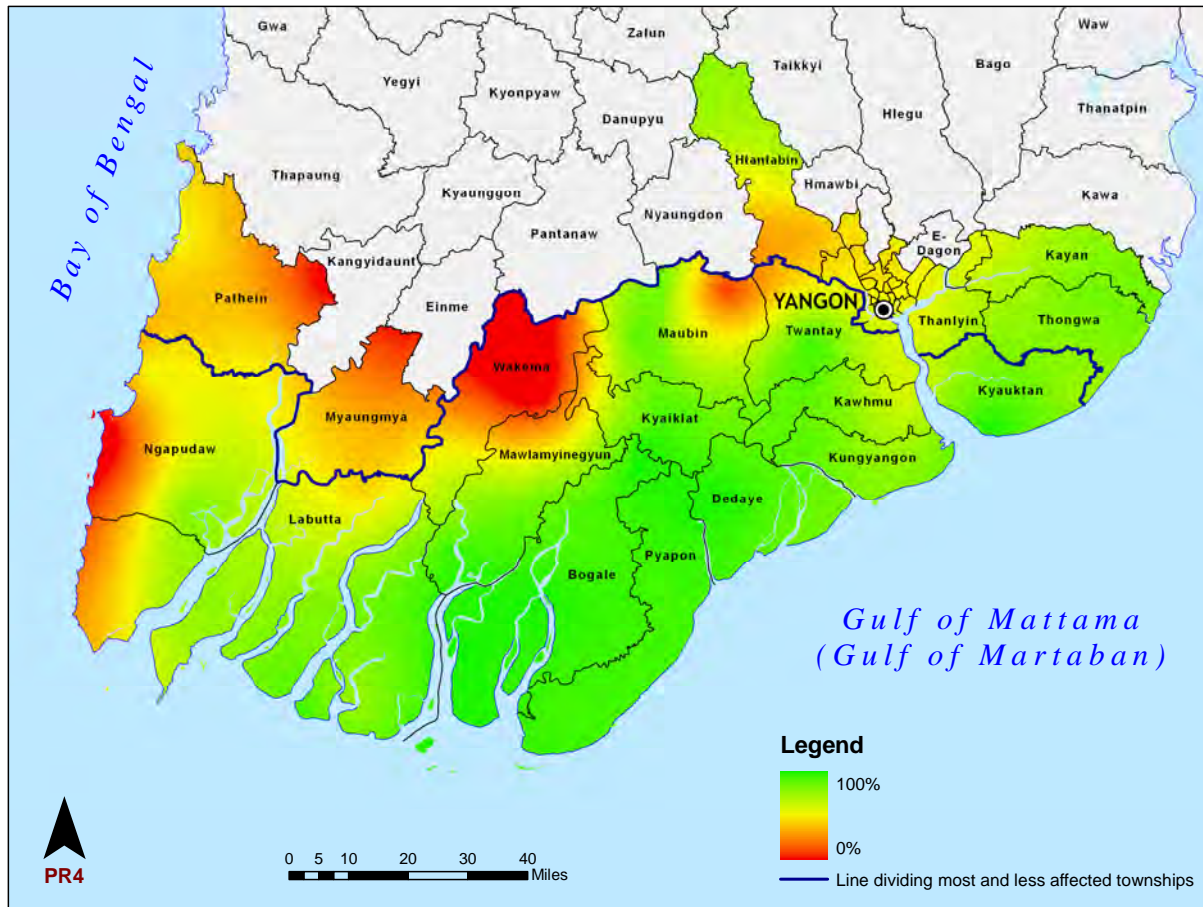 Gwa
Zalun
Waw
Yegyi
Taikkyi
Bago
Kyonpyaw
Danupyu
Hlegu
Thanatpin
Bay of Bengal
Hlanlabin
Thapaung
Hmawbi
Kyaunggon
Kawa
Nyaungdon
Pantanaw
E-
Dagon
Kangyidaunt
Kayan
Einme
Pathein
YANGON
Thanlyin
Thongwa
Maubin
Twantay
Wakema
Kyauktan
Kawhmu
Myaungmya
Kyaiklat
Ngapudaw
Mawlamyinegyun
Kungyangon
Dedaye
Labutta
Pyapon
Bogale
Gulf of Mattama
(Gulf of Martaban)
Legend
100%
0%
Line dividing most and less affected townships
PR4
0 5 10 20 30 40
Miles